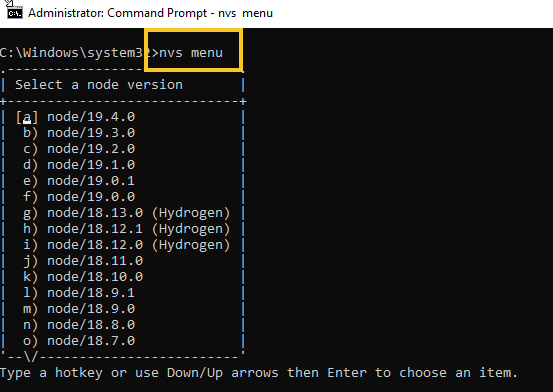 Administrator: Command Prompt - nvs menu
C:\Windows\system32>nvs menu
.-----------------------------.
| Select a node version       |
+-----------------------------+
| [a] node/19.4.0             |
|  b) node/19.3.0             |
|  c) node/19.2.0             |
|  d) node/19.1.0             |
|  e) node/19.0.1             |
|  f) node/19.0.0             |
|  g) node/18.13.0 (Hydrogen) |
|  h) node/18.12.1 (Hydrogen) |
|  i) node/18.12.0 (Hydrogen) |
|  j) node/18.11.0            |
|  k) node/18.10.0            |
|  l) node/18.9.1             |
|  m) node/18.9.0             |
|  n) node/18.8.0             |
|  o) node/18.7.0             |
'--\/-------------------------'
Type a hotkey or use Down/Up arrows then Enter to choose an item.